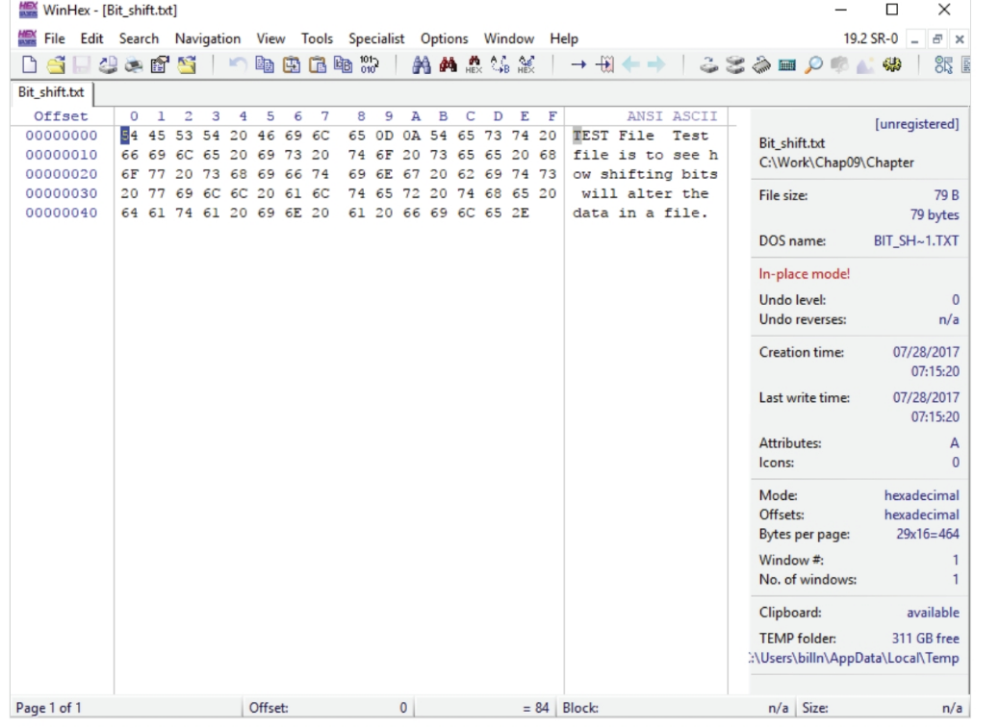 WinHex - [Bit_shift.txt]
File Edit Search Navigation View Tools Specialist Options Window Help 19.2 SR-0
Bit_shift.txt
Offset 0 1 2 3 4 5 6 7 8 9 A B C D E F ANSI ASCII
00000000 54 45 53 54 20 46 69 6C 65 0D 0A 54 65 73 74 20 TEST File  Test
00000010 66 69 6C 65 20 69 73 20 74 6F 20 73 65 65 20 68 file is to see h
00000020 6F 77 20 73 68 69 66 74 69 6E 67 20 62 69 74 73 ow shifting bits
00000030 20 77 69 6C 6C 20 61 6C 74 65 72 20 74 68 65 20 will alter the
00000040 64 61 74 61 20 69 6E 20 61 20 66 69 6C 65 2E data in a file.
[unregistered]
Bit_shift.txt
C:\Work\Chap09\Chapter
File size: 79 B
79 bytes
DOS name: BIT_SH~1.TXT
In-place mode!
Undo level: 0
Undo reverses: n/a
Creation time: 07/28/2017
07:15:20
Last write time: 07/28/2017
07:15:20
Attributes: A
Icons: 0
Mode: hexadecimal
Offsets: hexadecimal
Bytes per page: 29x16=464
Window #: 1
No. of windows: 1
Clipboard: available
TEMP folder: 311 GB free
:\Users\billn\AppData\Local\Temp
Page 1 of 1 Offset: 0 = 84 Block: n/a Size: n/a